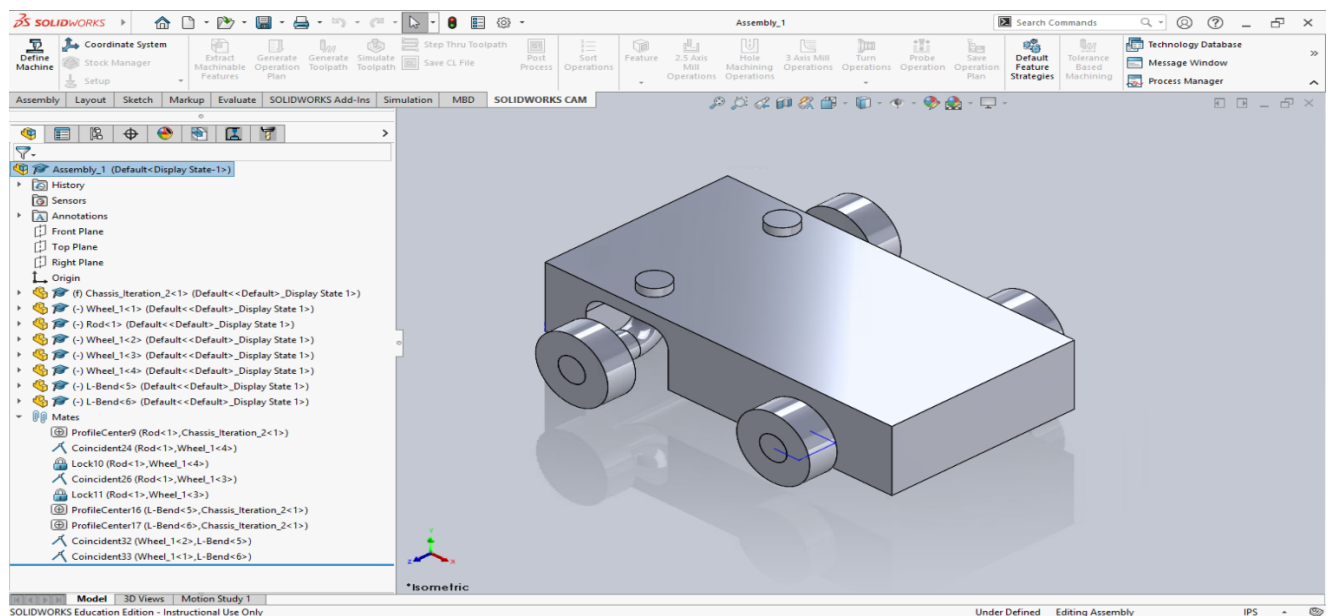 SOLIDWORKS Assembly_1 Search Commands
Define Machine
Coordinate System
Stock Manager
Setup
Extract Machinable Features
Generate Operation Plan
Generate Toolpath
Simulate Toolpath
Step Thru Toolpath
Save CL File
Post Process
Sort Operations
Feature
2.5 Axis Mill Operations
Hole Machining Operations
3 Axis Mill Operations
Turn Operations
Probe Operations
Save Operation Plan
Default Feature Strategies
Tolerance Based Machining
Technology Database
Message Window
Process Manager
Assembly Layout Sketch Markup Evaluate SOLIDWORKS Add-Ins Simulation MBD SOLIDWORKS CAM
Assembly_1 (Default<Display State-1>)
History
Sensors
Annotations
Front Plane
Top Plane
Right Plane
Origin
(f) Chassis_Iteration_2<1> (Default<<Default>_Display State 1>)
(-) Wheel_1<1> (Default<<Default>_Display State 1>)
(-) Rod<1> (Default<<Default>_Display State 1>)
(-) Wheel_1<2> (Default<<Default>_Display State 1>)
(-) Wheel_1<3> (Default<<Default>_Display State 1>)
(-) Wheel_1<4> (Default<<Default>_Display State 1>)
(-) L-Bend<5> (Default<<Default>_Display State 1>)
(-) L-Bend<6> (Default<<Default>_Display State 1>)
Mates
ProfileCenter9 (Rod<1>,Chassis_Iteration_2<1>)
Coincident24 (Rod<1>,Wheel_1<4>)
Lock10 (Rod<1>,Wheel_1<4>)
Coincident26 (Rod<1>,Wheel_1<3>)
Lock11 (Rod<1>,Wheel_1<3>)
ProfileCenter16 (L-Bend<5>,Chassis_Iteration_2<1>)
ProfileCenter17 (L-Bend<6>,Chassis_Iteration_2<1>)
Coincident32 (Wheel_1<2>,L-Bend<5>)
Coincident33 (Wheel_1<1>,L-Bend<6>)
Y
Z X
*Isometric
Model 3D Views Motion Study 1
SOLIDWORKS Education Edition - Instructional Use Only Under Defined Editing Assembly IPS